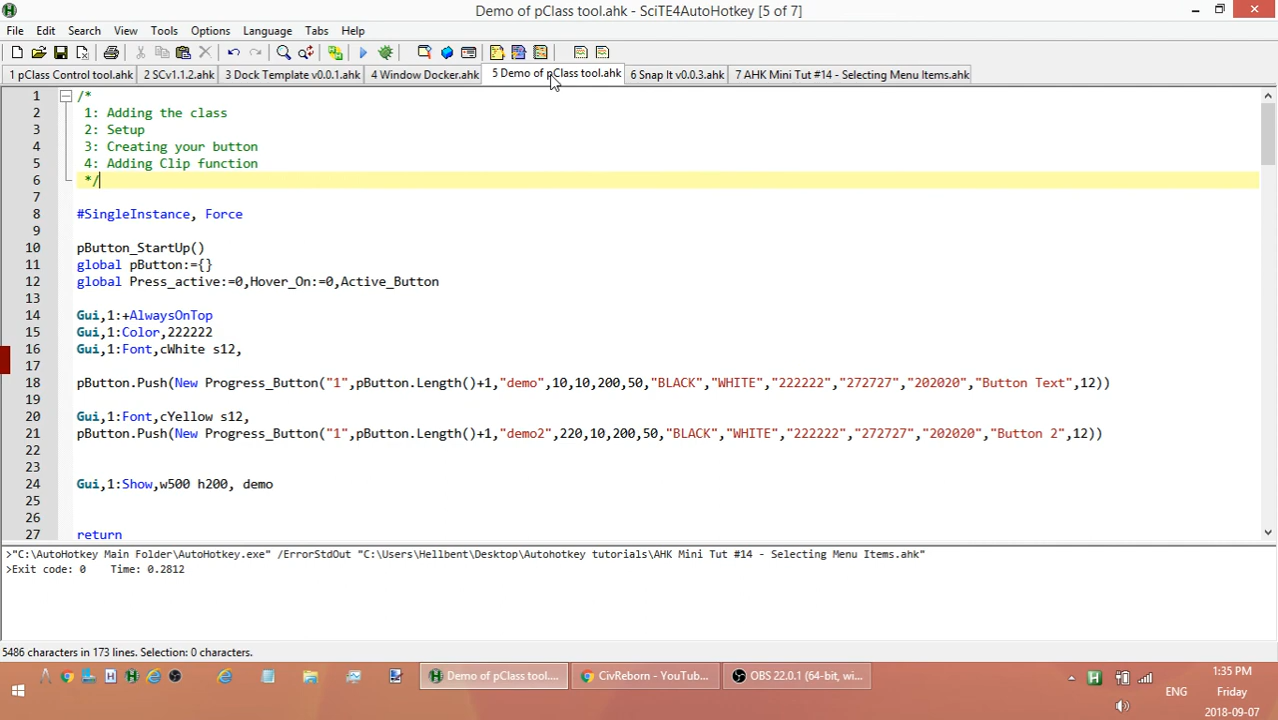 Demo of pClass tool.ahk - SciTE4AutoHotkey [5 of 7]
File Edit Search View Tools Options Language Tabs Help
1 pClass Control tool.ahk 2 SCv1.1.2.ahk 3 Dock Template v0.0.1.ahk 4 Window Docker.ahk 5 Demo of pClass tool.ahk 6 Snap It v0.0.3.ahk 7 AHK Mini Tut #14 - Selecting Menu Items.ahk
1 /*
2 1: Adding the class
3 2: Setup
4 3: Creating your button
5 4: Adding Clip function
6 */
7
8 #SingleInstance, Force
9
10 pButton_StartUp()
11 global pButton:={}
12 global Press_active:=0,Hover_On:=0,Active_Button
13
14 Gui,1:+AlwaysOnTop
15 Gui,1:Color,222222
16 Gui,1:Font,cWhite s12,
17
18 pButton.Push(New Progress_Button("1",pButton.Length()+1,"demo",10,10,200,50,"BLACK","WHITE","222222","272727","202020","Button Text",12))
19
20 Gui,1:Font,cYellow s12,
21 pButton.Push(New Progress_Button("1",pButton.Length()+1,"demo2",220,10,200,50,"BLACK","WHITE","222222","272727","202020","Button 2",12))
22
23
24 Gui,1:Show,w500 h200, demo
25
26
27 return
>"C:\AutoHotkey Main Folder\AutoHotkey.exe" /ErrorStdOut "C:\Users\Hellbent\Desktop\Autohotkey tutorials\AHK Mini Tut #14 - Selecting Menu Items.ahk"
>Exit code: 0 Time: 0.2812
5486 characters in 173 lines. Selection: 0 characters.
Demo of pClass tool.... CivReborn - YouTub... OBS 22.0.1 (64-bit, wi...
ENG
1:35 PM
Friday
2018-09-07